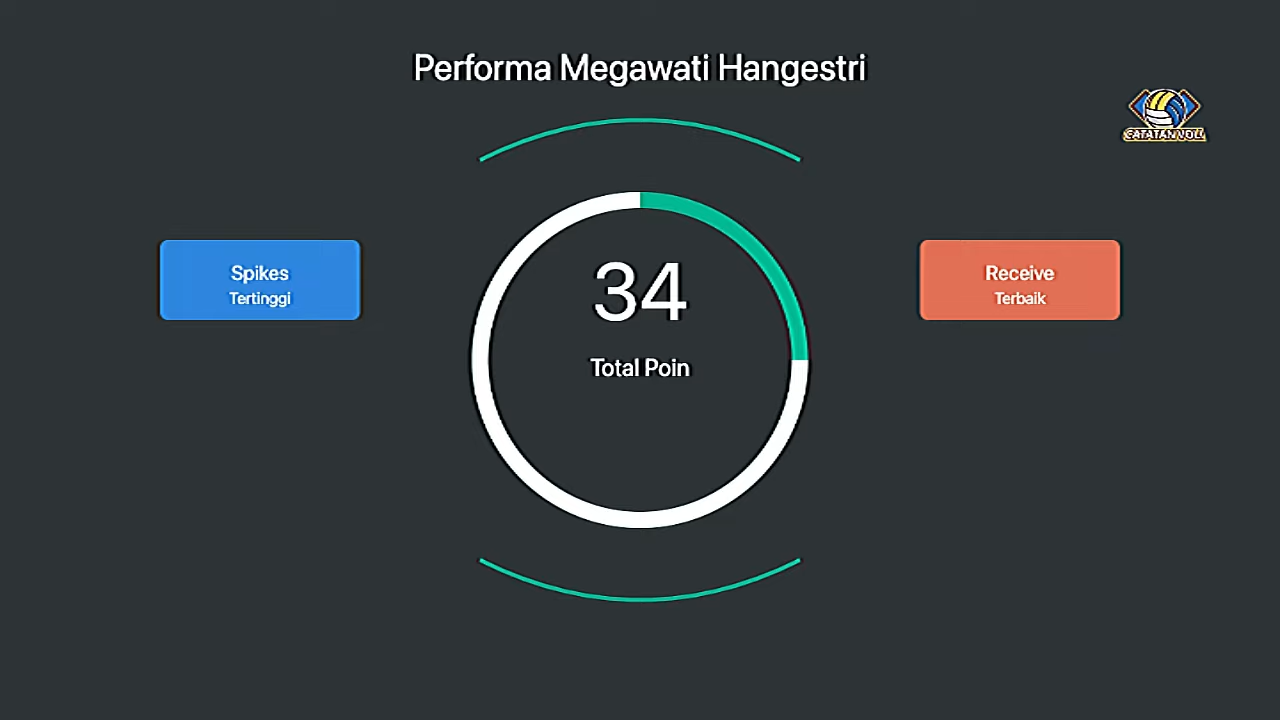 Performa Megawati Hangestri
CATATAN VOLI
Spikes
Tertinggi
34
Total Poin
Receive
Terbaik